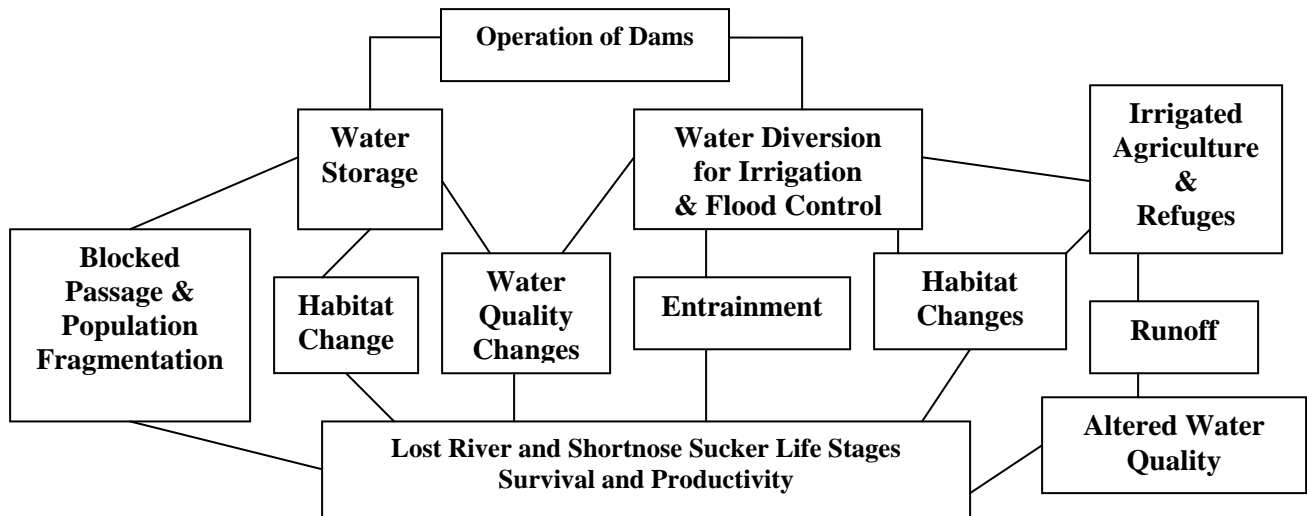 Operation of Dams
Water
Storage
Water Diversion
for Irrigation
& Flood Control
Irrigated
Agriculture
&
Refuges
Blocked
Passage &
Population
Fragmentation
Habitat
Change
Water
Quality
Changes
Entrainment
Habitat
Changes
Runoff
Altered Water
Quality
Lost River and Shortnose Sucker Life Stages
Survival and Productivity